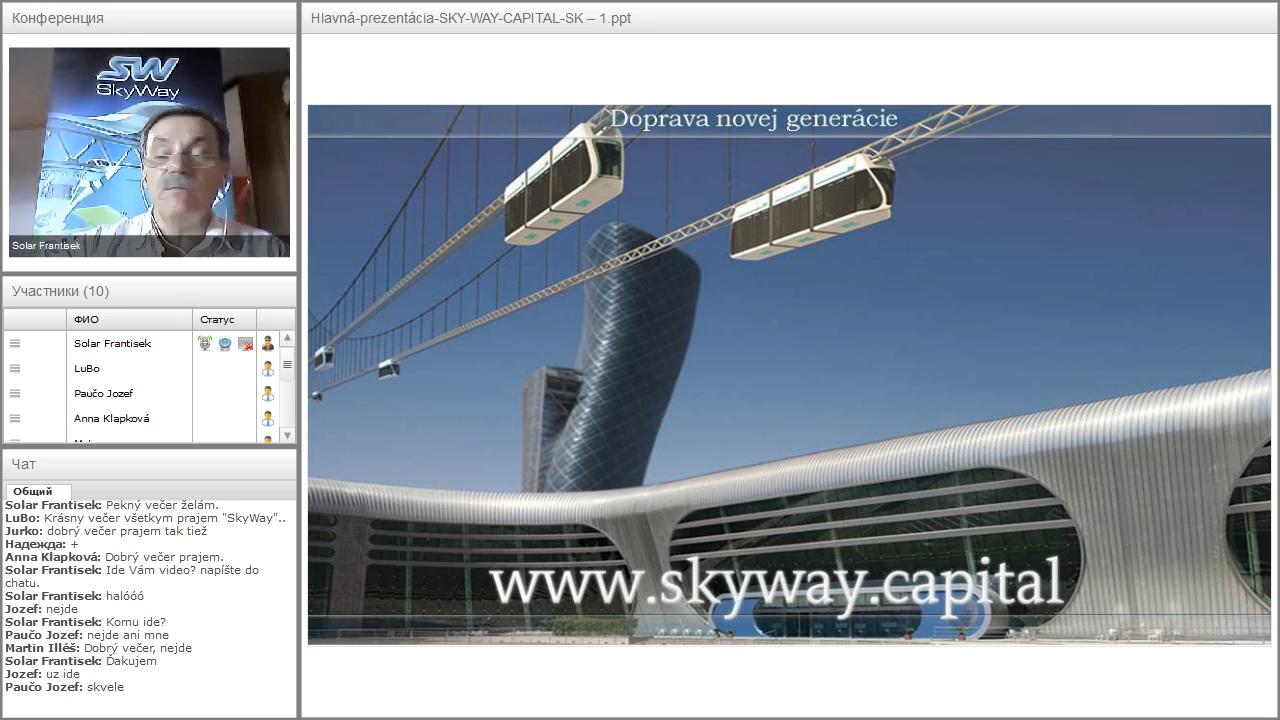 Конференция
SW
SkyWay
Solar Frantisek
Участники (10)
ФИО
Статус
Solar Frantisek
LuBo
Paučo Jozef
Anna Klapková
Чат
Общий
Solar Frantisek: Pekný večer želám.
LuBo: Krásny večer všetkym prajem "SkyWay"..
Jurko: dobrý večer prajem tak tiež
Надежда: +
Anna Klapková: Dobrý večer prajem.
Solar Frantisek: Ide Vám video? napíšte do
chatu.
Solar Frantisek: halóóó
Jozef: nejde
Solar Frantisek: Komu ide?
Paučo Jozef: nejde ani mne
Martin Illéš: Dobrý večer, nejde
Solar Frantisek: Ďakujem
Jozef: uz ide
Paučo Jozef: skvele
Hlavná-prezentácia-SKY-WAY-CAPITAL-SK – 1.ppt
Doprava novej generácie
www.skyway.capital